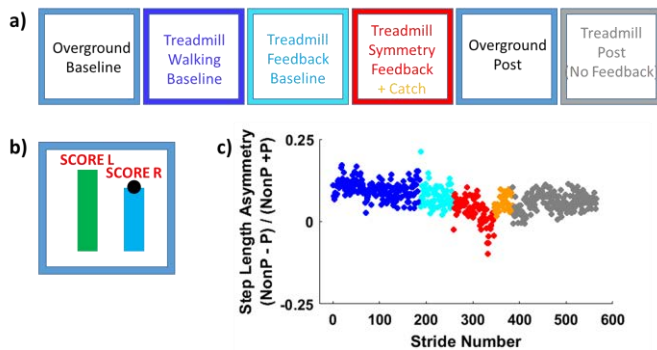 a)
Overground
Baseline
Treadmill
Walking
Baseline
Treadmill
Feedback
Baseline
Treadmill
Symmetry
Feedback
+ Catch
Overground
Post
Treadmill
Post
(No Feedback)
b)
SCORE L
SCORE R
c)
Step Length Asymmetry
(NonP - P) / (NonP +P)
0.25
0
-0.25
0 100 200 300 400 500 600
Stride Number